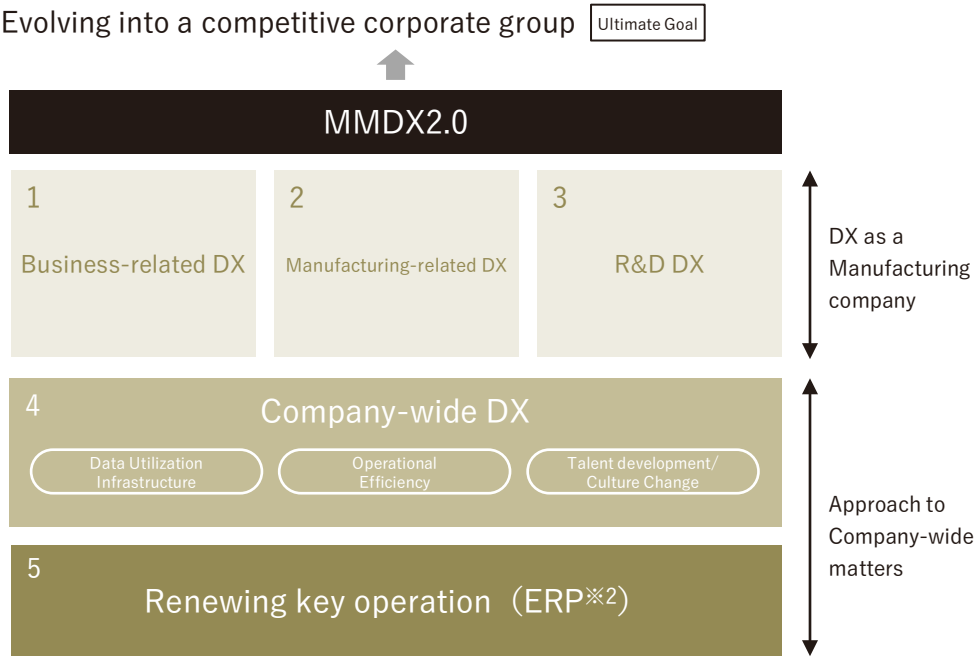 Evolving into a competitive corporate group
Ultimate Goal
MMDX2.0
1
Business-related DX
2
Manufacturing-related DX
3
R&D DX
DX as a
Manufacturing
company
4
Company-wide DX
Data Utilization
Infrastructure
Operational
Efficiency
Talent development/
Culture Change
5
Renewing key operation（ERP※2）
Approach to
Company-wide
matters